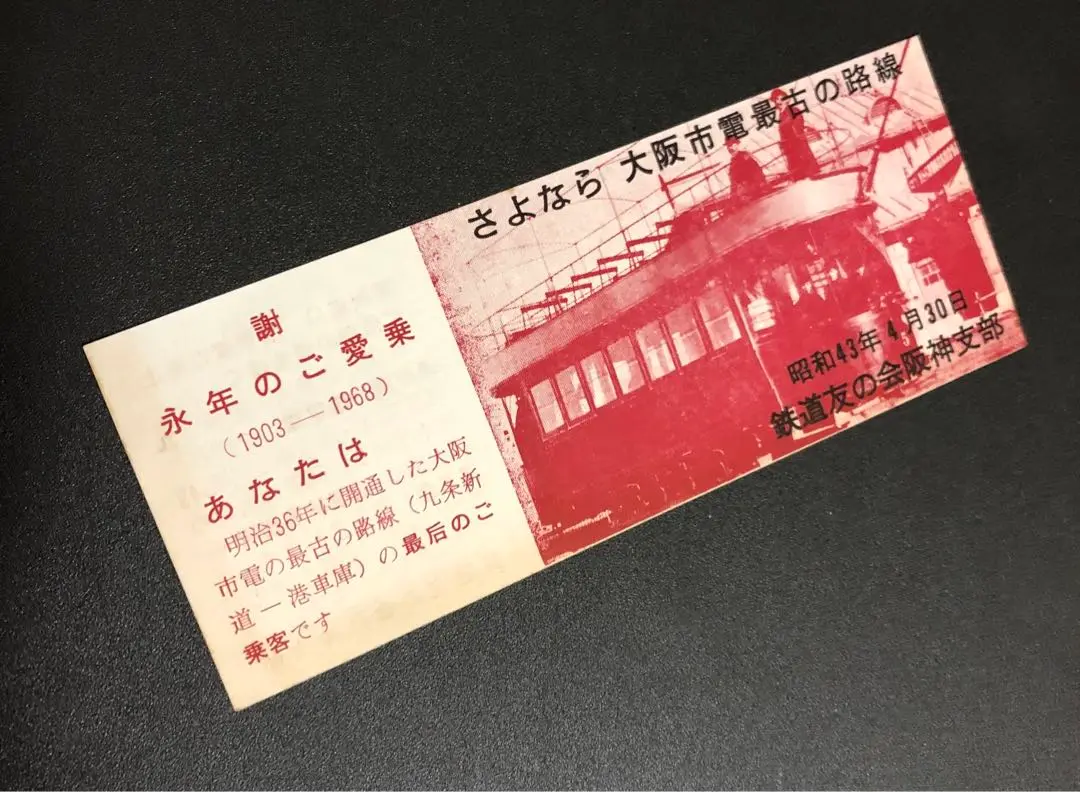 謝
永年のご愛乗
(1903—1968)
あなたは
明治36年に開通した大阪
市電の最古の路線(九条新
道—港車庫)の最后のご
乗客です
さよなら 大阪市電最古の路線
昭和43年4月30日
鉄道友の会阪神支部